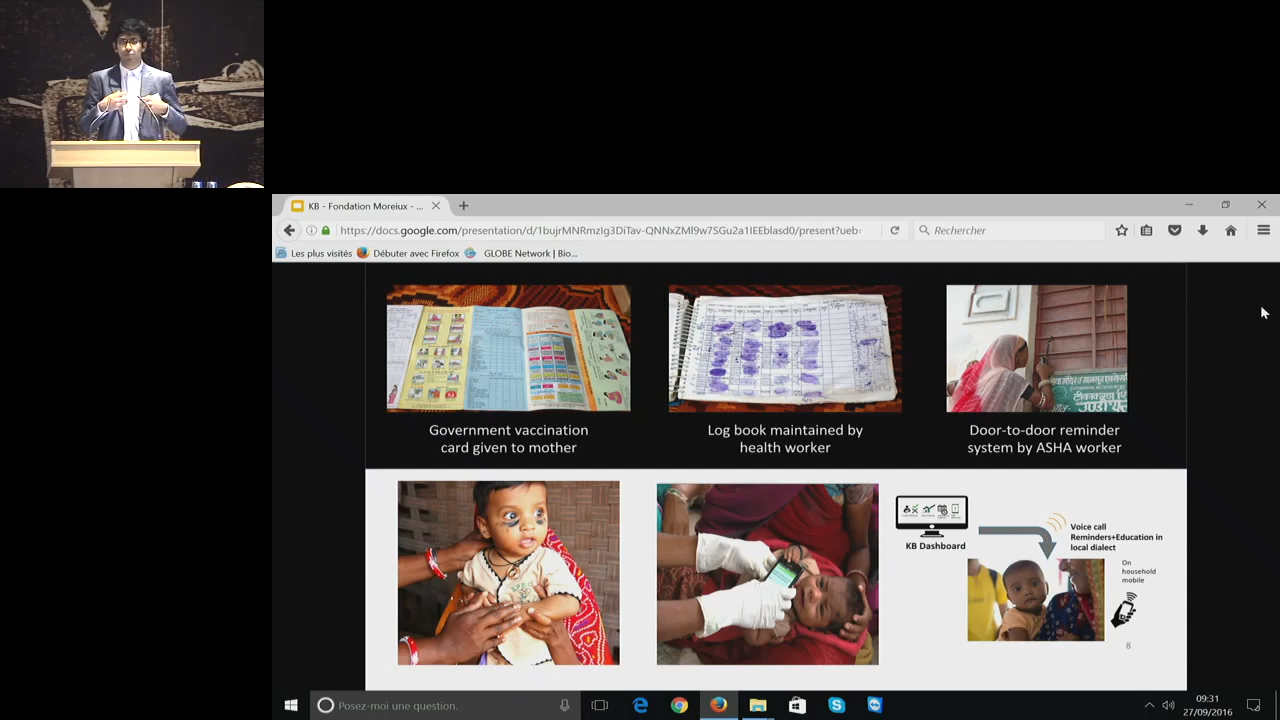 KB - Fondation Moreiux - ...
https://docs.google.com/presentation/d/1bujrMNRmzIg3DiTav-QNNxZMl9w7SGu2a1IEEblasd0/present?ueb
Rechercher
Les plus visités
Débuter avec Firefox
GLOBE Network | Bio...
Government vaccination
card given to mother
Log book maintained by
health worker
Door-to-door reminder
system by ASHA worker
KB Dashboard
Voice call
Reminders+Education in
local dialect
On
household
mobile
8
Posez-moi une question.
09:31
27/09/2016